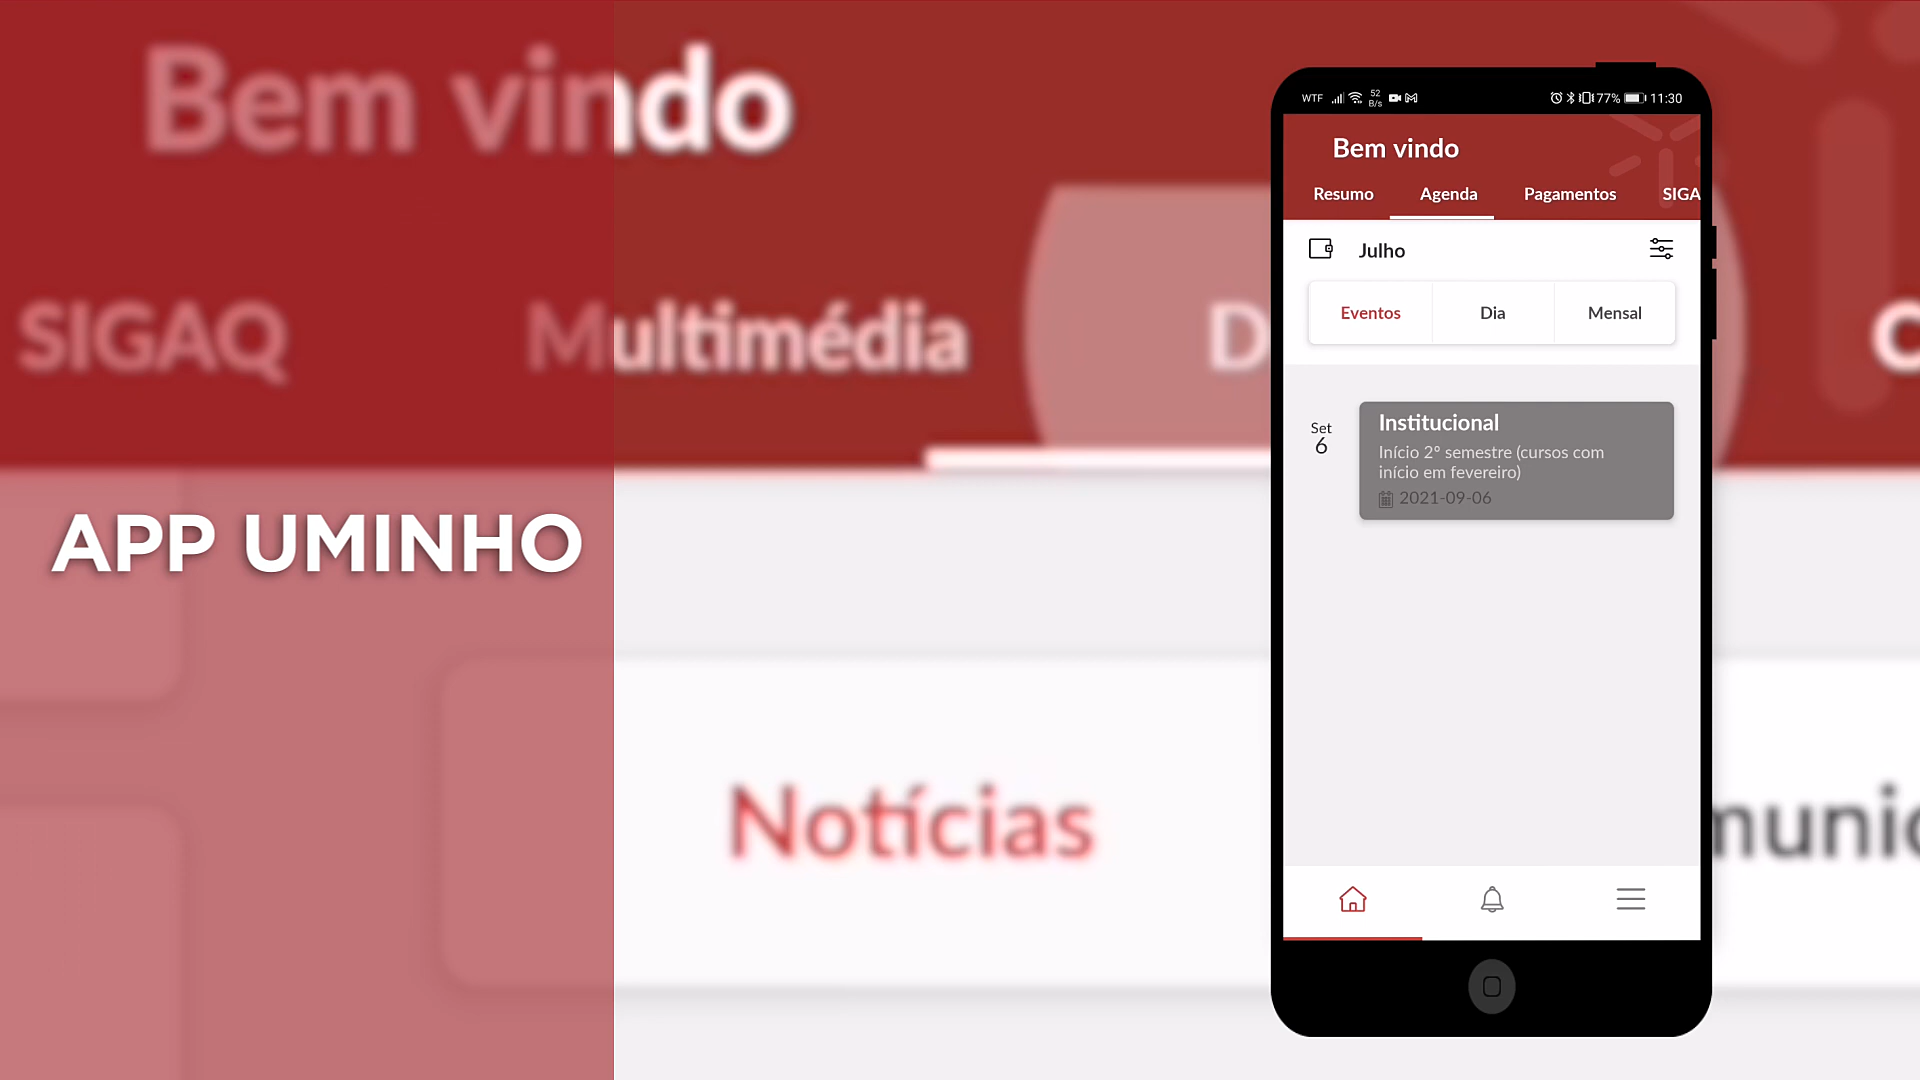 Bem vindo
SIGAQ Multimédia
APP UMINHO
Notícias
WTF 52 B/s 77% 11:30
Bem vindo
Resumo Agenda Pagamentos SIGA
Julho
Eventos Dia Mensal
Set
6
Institucional
Início 2º semestre (cursos com
início em fevereiro)
2021-09-06